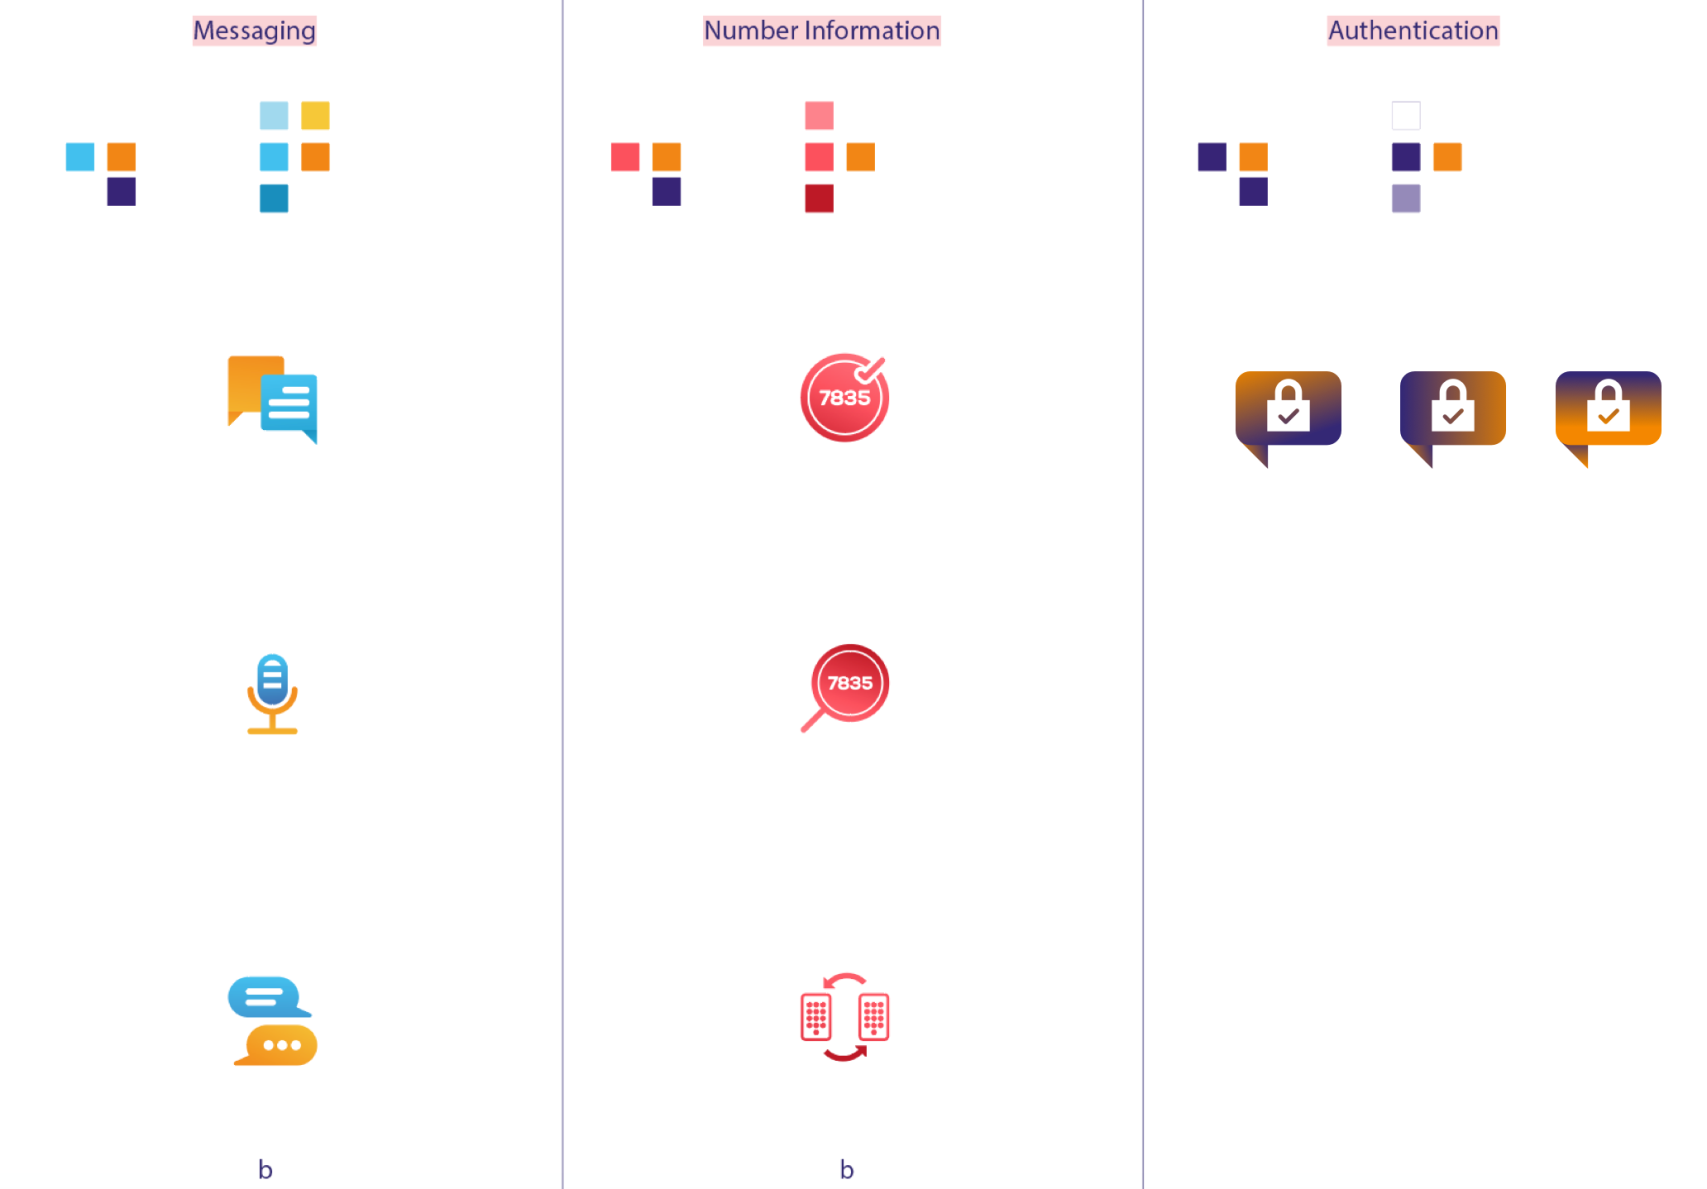 Messaging
Number Information
Authentication
7835
7835
b
b